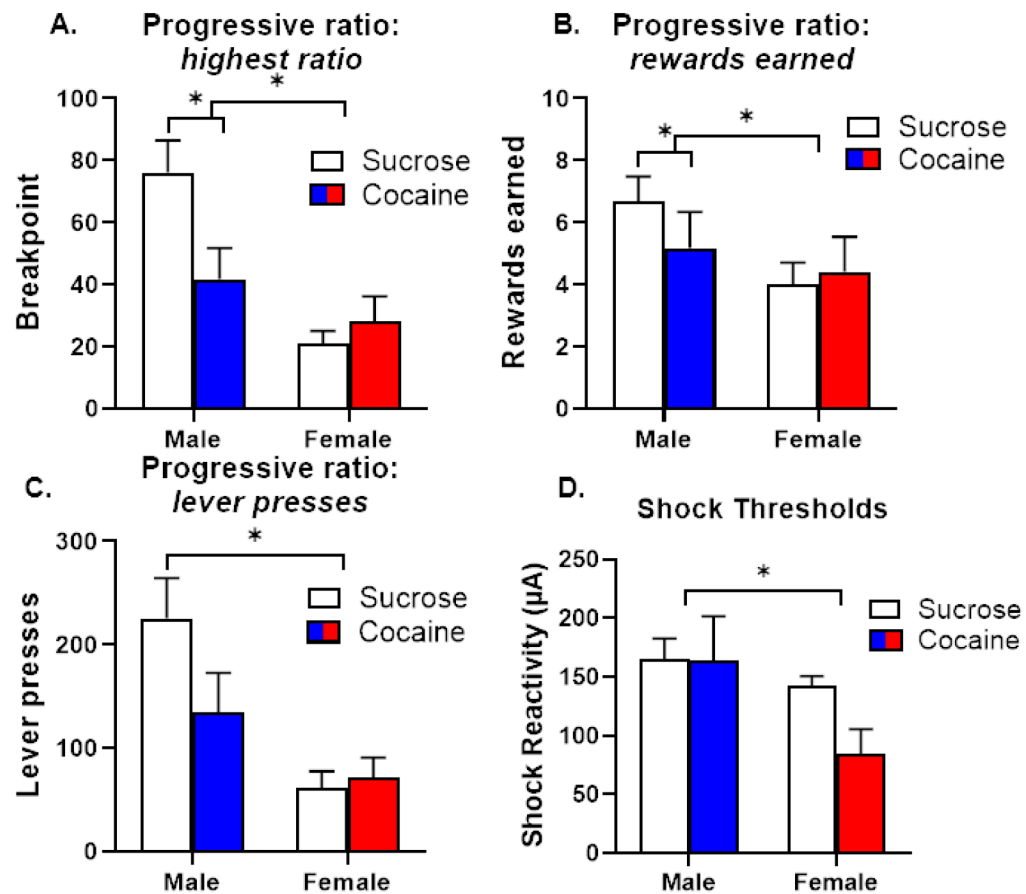 A.
Progressive ratio:
highest ratio
*
*
100
80
60
40
20
0
Breakpoint
Sucrose
Cocaine
Male
Female
B.
Progressive ratio:
rewards earned
*
*
10
8
6
4
2
0
Rewards earned
Sucrose
Cocaine
Male
Female
C.
Progressive ratio:
lever presses
*
300
200
100
0
Lever presses
Sucrose
Cocaine
Male
Female
D.
Shock Thresholds
*
250
200
150
100
50
0
Shock Reactivity (µA)
Sucrose
Cocaine
Male
Female